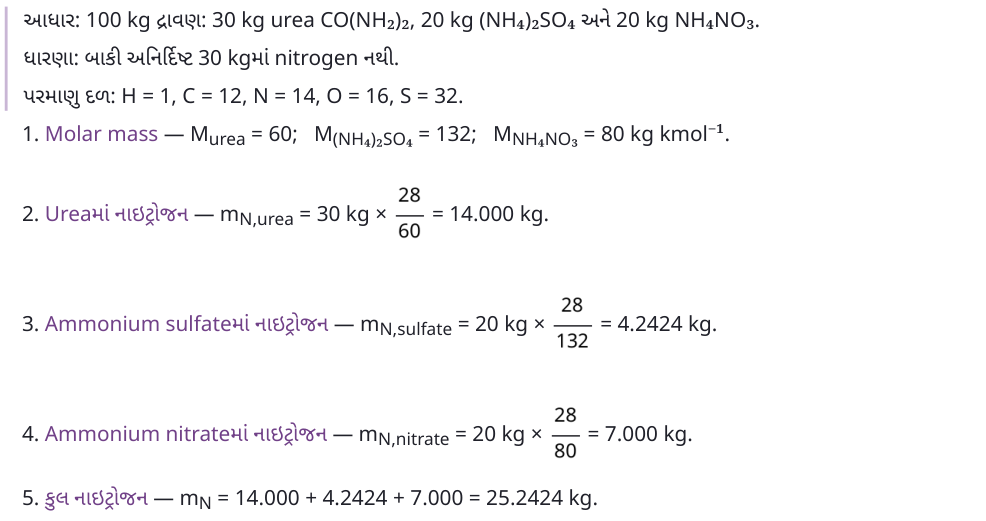 આધાર: 100 kg દ્રાવણ: 30 kg urea CO(NH₂)₂, 20 kg (NH₄)₂SO₄ અને 20 kg NH₄NO₃.
ધારણા: બાકી અનિર્દિષ્ટ 30 kgમાં nitrogen નથી.
પરમાણુ દળ: H = 1, C = 12, N = 14, O = 16, S = 32.
1. Molar mass — M_urea = 60; M_(NH₄)₂SO₄ = 132; M_NH₄NO₃ = 80 kg kmol⁻¹.
2. Ureaમાં નાઇટ્રોજન — m_N,urea = 30 kg × 28/60 = 14.000 kg.
3. Ammonium sulfateમાં નાઇટ્રોજન — m_N,sulfate = 20 kg × 28/132 = 4.2424 kg.
4. Ammonium nitrateમાં નાઇટ્રોજન — m_N,nitrate = 20 kg × 28/80 = 7.000 kg.
5. કુલ નાઇટ્રોજન — m_N = 14.000 + 4.2424 + 7.000 = 25.2424 kg.